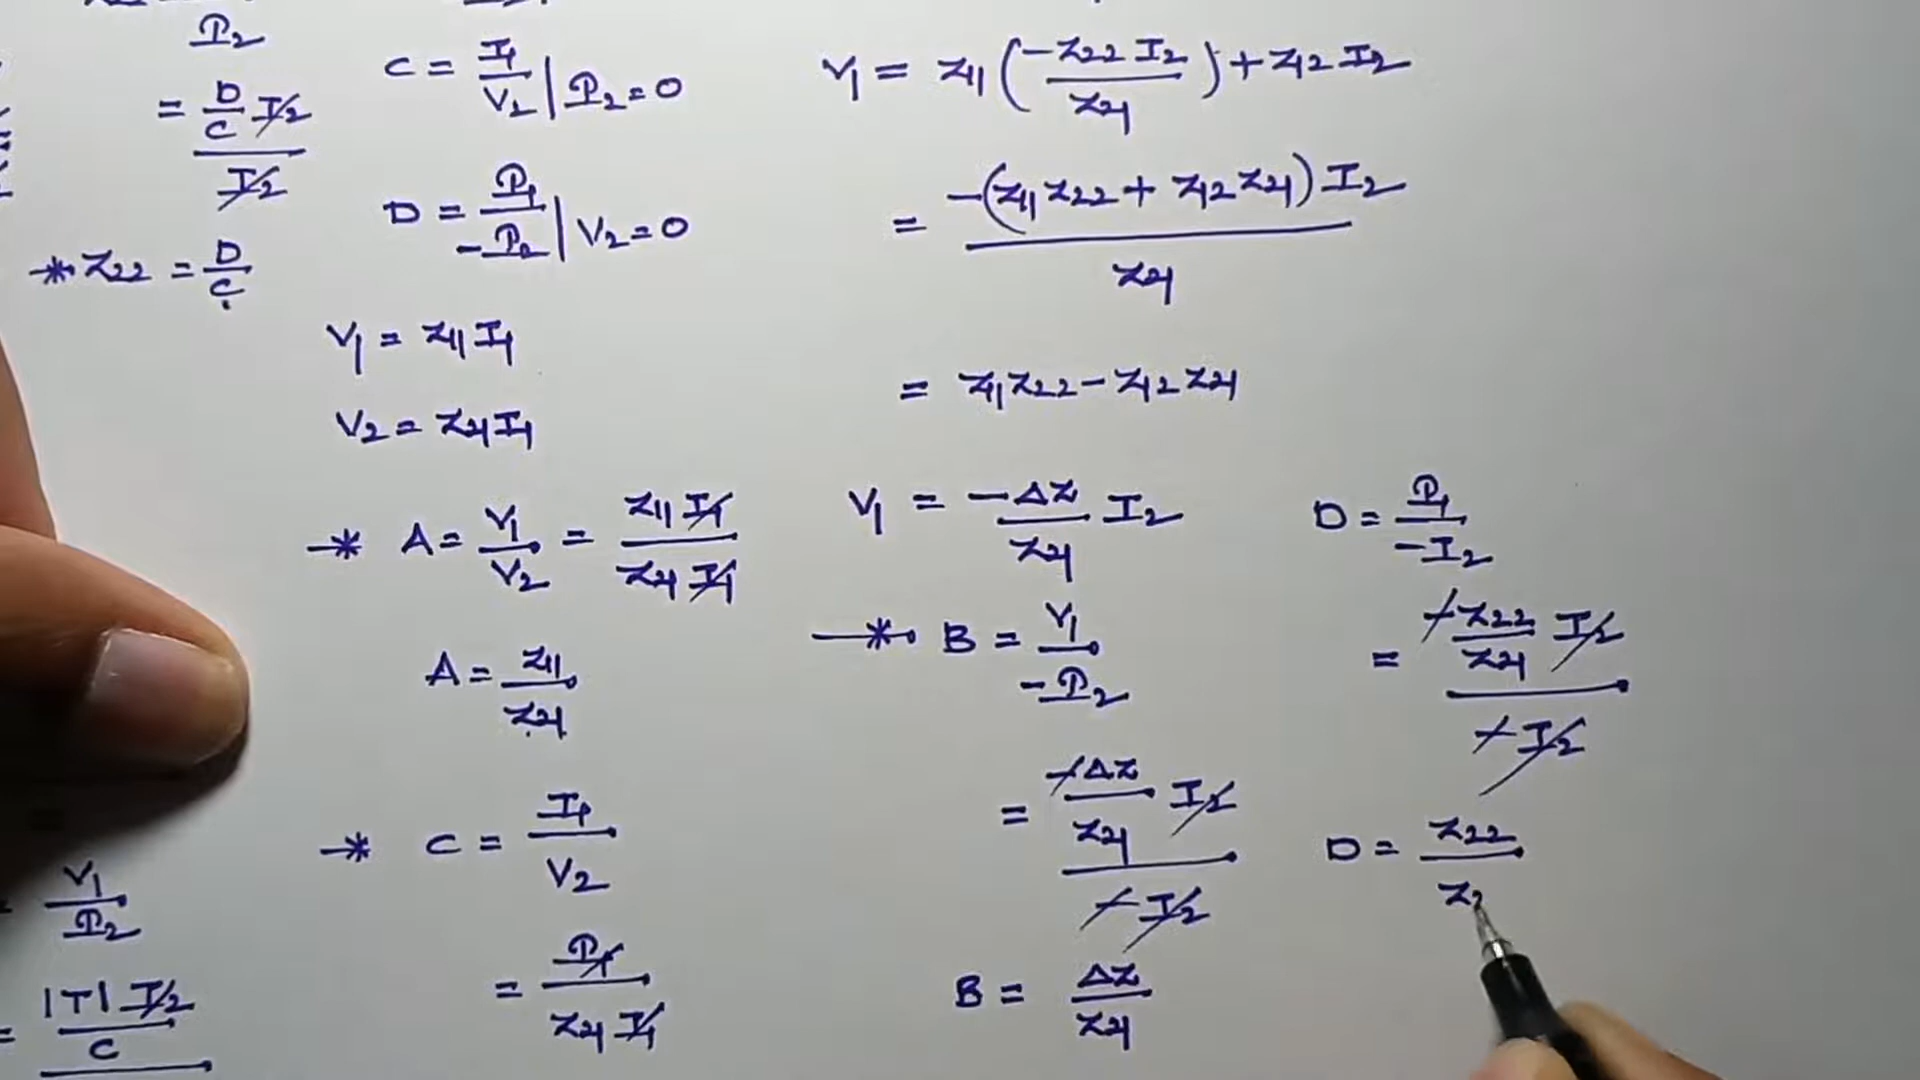 I2
= D/C I2 / I2
* Z22 = D/C
V1/I2
= |T| I2 / C
C = I1/V2 | I2=0
D = I1/-I2 | V2=0
V1 = Z11 I1
V2 = Z21 I1
* A = V1/V2 = Z11 I1 / Z21 I1
A = Z11/Z21
* C = I1/V2
= I1 / Z21 I1
V1 = Z11 (-Z22 I2 / Z21) + Z12 I2
= -(Z11 Z22 + Z12 Z21) I2 / Z21
= Z11 Z22 - Z12 Z21
V1 = -ΔZ/Z21 I2
* B = V1/-I2
= -ΔZ/Z21 I2 / -I2
B = ΔZ/Z21
D = I1/-I2
= -Z22/Z21 I2 / -I2
D = Z22/Z2